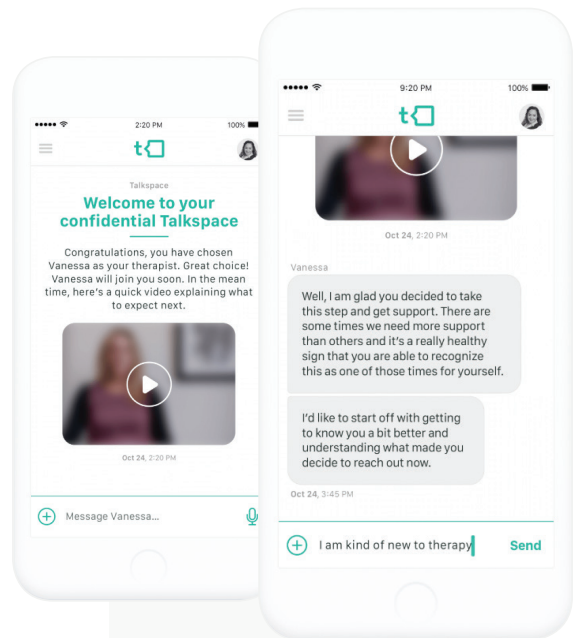 2:20 PM
100%
t
Talkspace
Welcome to your
confidential Talkspace
Congratulations, you have chosen
Vanessa as your therapist. Great choice!
Vanessa will join you soon. In the mean
time, here's a quick video explaining what
to expect next.
Oct 24, 2:20 PM
Message Vanessa...
9:20 PM
100%
t
Oct 24, 2:20 PM
Vanessa
Well, I am glad you decided to take
this step and get support. There are
some times we need more support
than others and it's a really healthy
sign that you are able to recognize
this as one of those times for yourself.
I'd like to start off with getting
to know you a bit better and
understanding what made you
decide to reach out now.
Oct 24, 3:45 PM
I am kind of new to therapy
Send